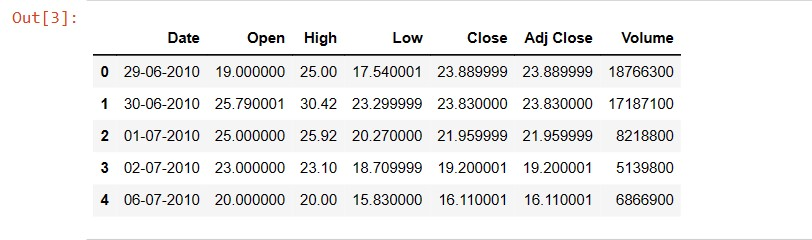 Out[3]:
Date Open High Low Close Adj Close Volume
0 29-06-2010 19.000000 25.00 17.540001 23.889999 23.889999 18766300
1 30-06-2010 25.790001 30.42 23.299999 23.830000 23.830000 17187100
2 01-07-2010 25.000000 25.92 20.270000 21.959999 21.959999 8218800
3 02-07-2010 23.000000 23.10 18.709999 19.200001 19.200001 5139800
4 06-07-2010 20.000000 20.00 15.830000 16.110001 16.110001 6866900